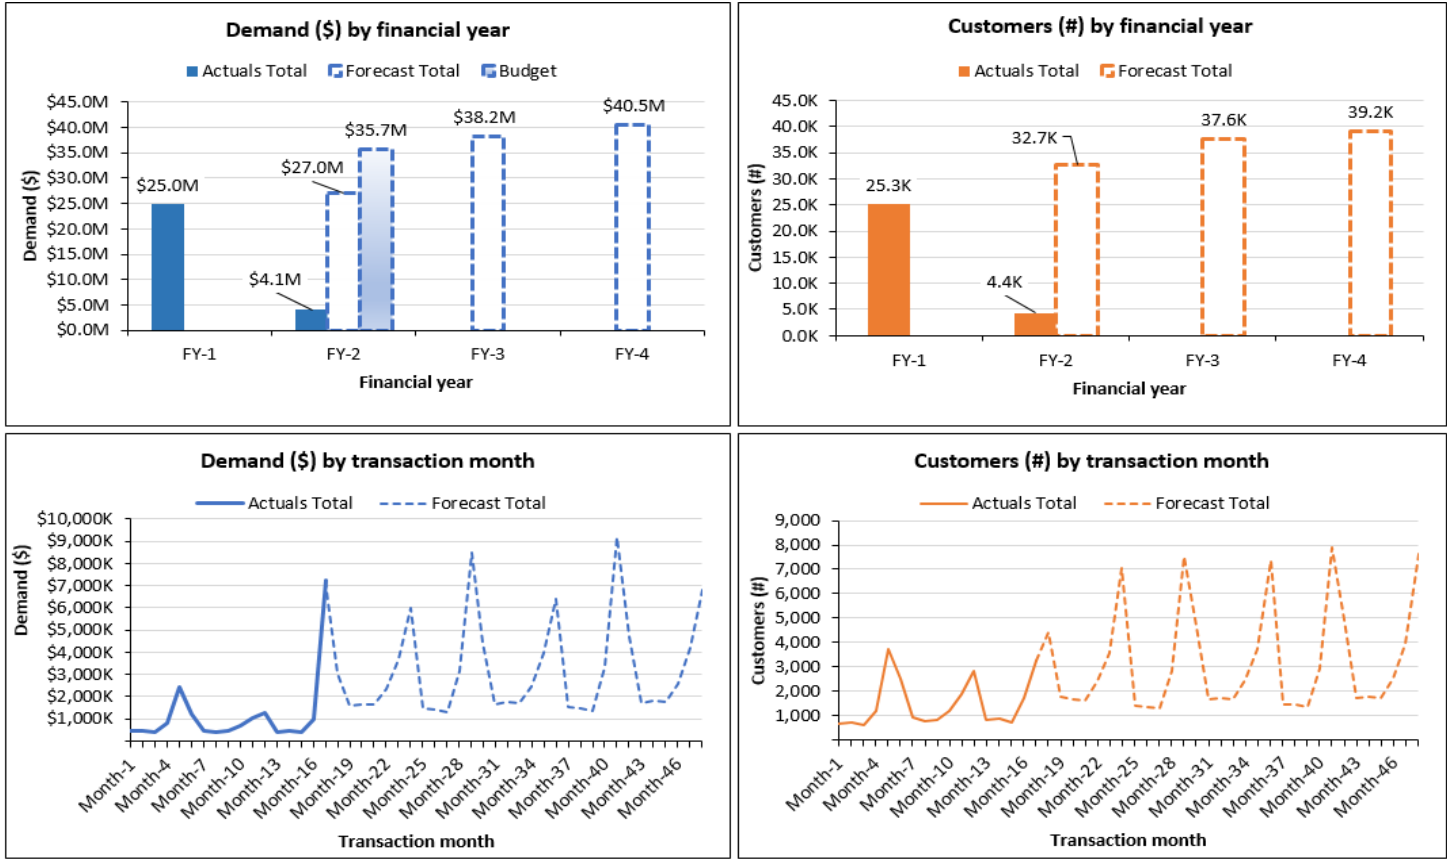 Demand ($) by financial year
Actuals Total Forecast Total Budget
Demand ($)
$45.0M
$40.0M
$35.0M
$30.0M
$25.0M
$20.0M
$15.0M
$10.0M
$5.0M
$0.0M
$25.0M
$4.1M
$27.0M
$35.7M
$38.2M
$40.5M
FY-1 FY-2 FY-3 FY-4
Financial year
Customers (#) by financial year
Actuals Total Forecast Total
Customers (#)
45.0K
40.0K
35.0K
30.0K
25.0K
20.0K
15.0K
10.0K
5.0K
0.0K
25.3K
4.4K
32.7K
37.6K
39.2K
FY-1 FY-2 FY-3 FY-4
Financial year
Demand ($) by transaction month
Actuals Total Forecast Total
Demand ($)
$10,000K
$9,000K
$8,000K
$7,000K
$6,000K
$5,000K
$4,000K
$3,000K
$2,000K
$1,000K
Month-1
Month-4
Month-7
Month-10
Month-13
Month-16
Month-19
Month-22
Month-25
Month-28
Month-31
Month-34
Month-37
Month-40
Month-43
Month-46
Transaction month
Customers (#) by transaction month
Actuals Total Forecast Total
Customers (#)
9,000
8,000
7,000
6,000
5,000
4,000
3,000
2,000
1,000
Month-1
Month-4
Month-7
Month-10
Month-13
Month-16
Month-19
Month-22
Month-25
Month-28
Month-31
Month-34
Month-37
Month-40
Month-43
Month-46
Transaction month